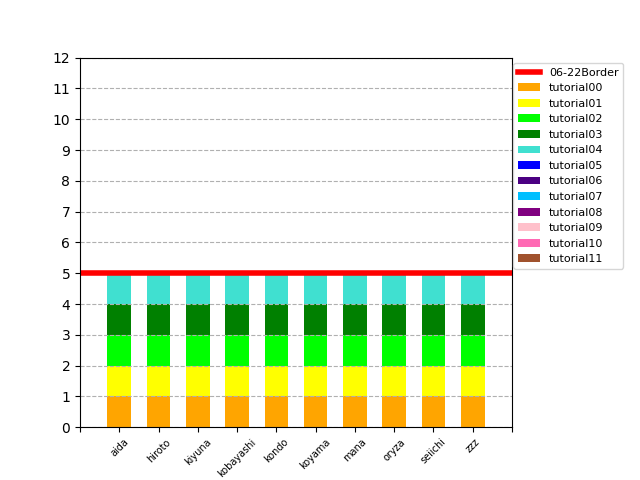 12
11
10
9
8
7
6
5
4
3
2
1
0
aida
hiroto
kiyuna
kobayashi
kondo
koyama
mana
oryza
seiichi
zzz
06-22Border
tutorial00
tutorial01
tutorial02
tutorial03
tutorial04
tutorial05
tutorial06
tutorial07
tutorial08
tutorial09
tutorial10
tutorial11